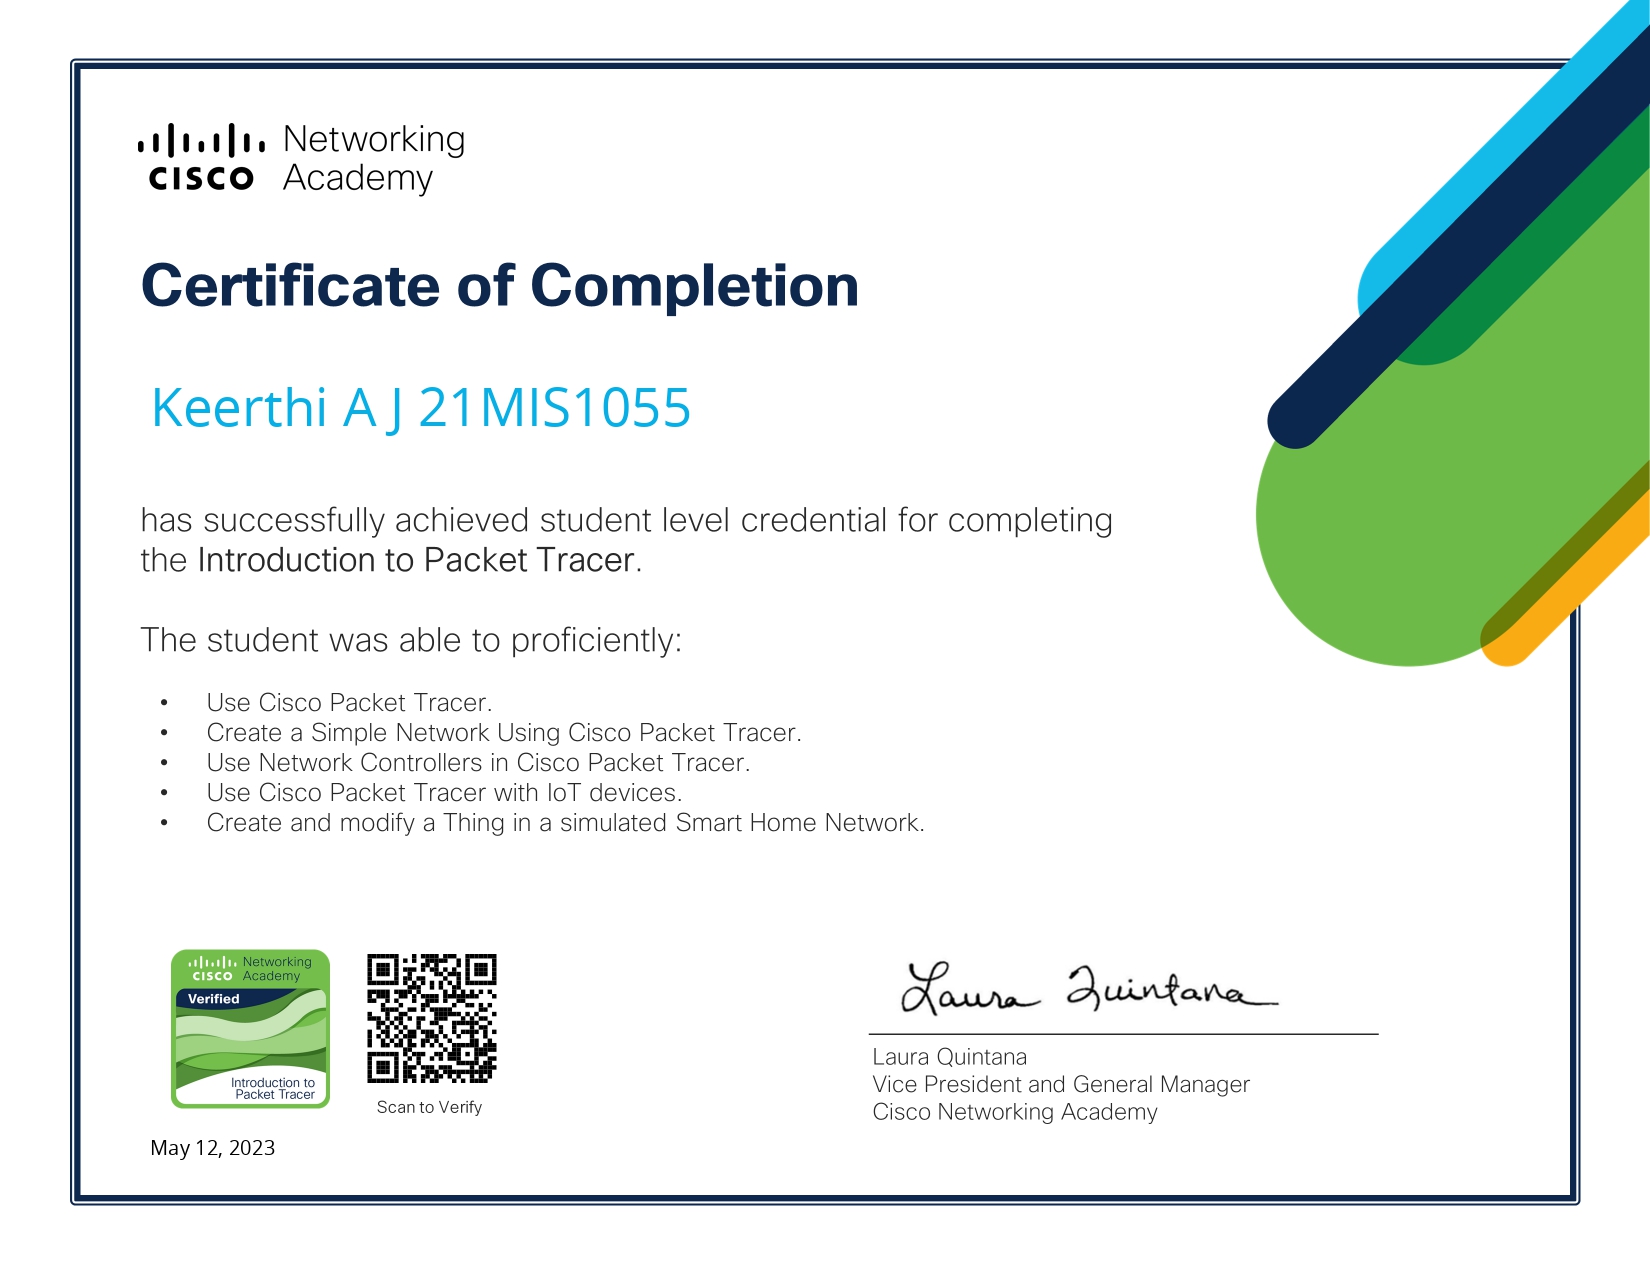 Networking
CISCO Academy
Certificate of Completion
Keerthi A J 21MIS1055
has successfully achieved student level credential for completing
the Introduction to Packet Tracer.
The student was able to proficiently:
• Use Cisco Packet Tracer.
• Create a Simple Network Using Cisco Packet Tracer.
• Use Network Controllers in Cisco Packet Tracer.
• Use Cisco Packet Tracer with IoT devices.
• Create and modify a Thing in a simulated Smart Home Network.
Networking
CISCO Academy
Verified
Introduction to
Packet Tracer
Scan to Verify
May 12, 2023
Laura Quintana
Laura Quintana
Vice President and General Manager
Cisco Networking Academy